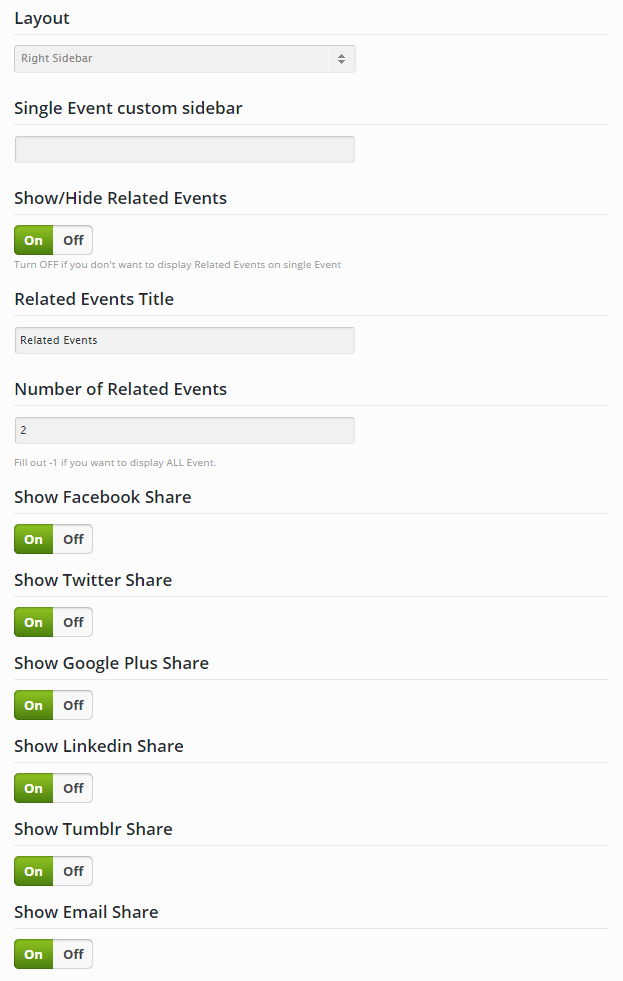 Layout
Right Sidebar
Single Event custom sidebar
Show/Hide Related Events
On Off
Turn OFF if you don't want to display Related Events on single Event
Related Events Title
Related Events
Number of Related Events
2
Fill out -1 if you want to display ALL Event.
Show Facebook Share
On Off
Show Twitter Share
On Off
Show Google Plus Share
On Off
Show Linkedin Share
On Off
Show Tumblr Share
On Off
Show Email Share
On Off